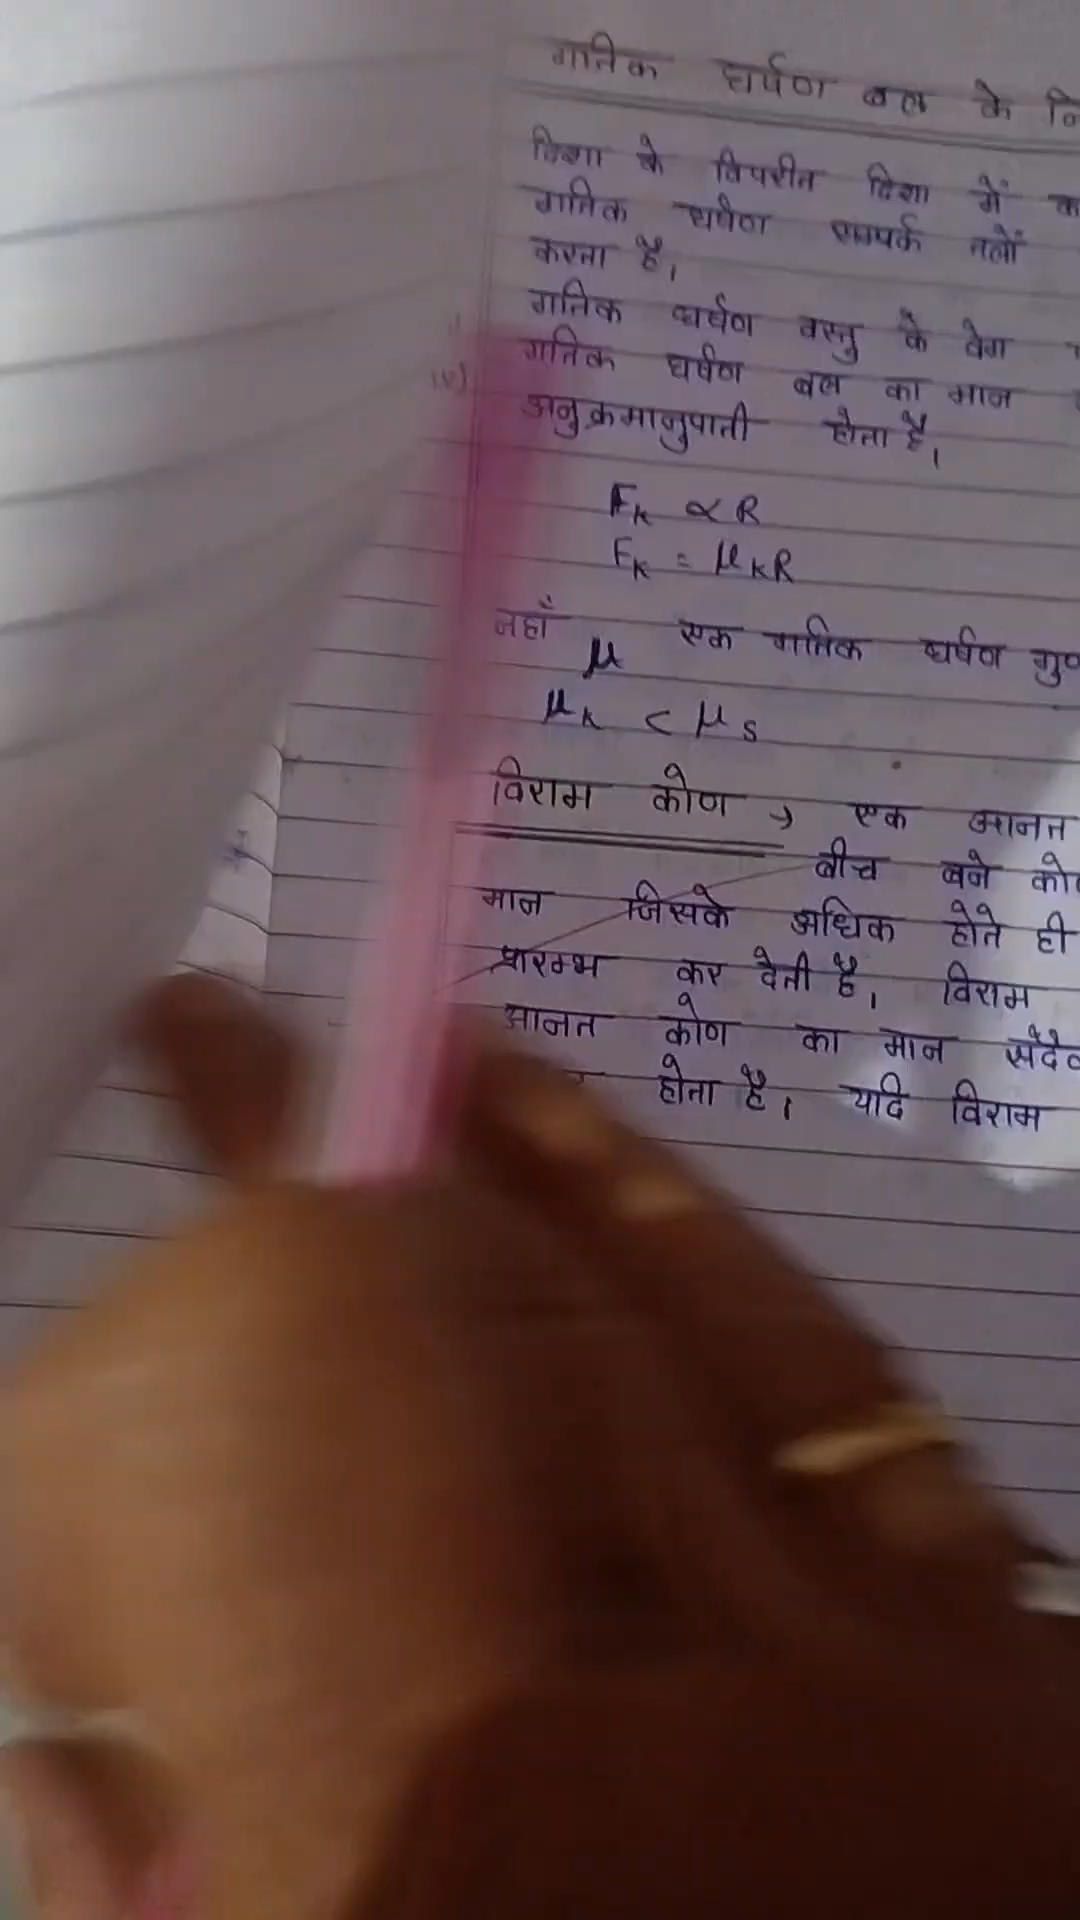 गतिक घर्षण बल के नि
दिशा के विपरीत दिशा में क
गतिक घर्षण सम्पर्क तलों
करता है।
गतिक घर्षण वस्तु के वेग
गतिक घर्षण बल का मान
अनुक्रमानुपाती होता है।
Fk ∝ R
Fk = μkR
जहाँ μ एक गतिक घर्षण गुण
μk < μs
विराम कोण → एक आनत
बीच बने को
मान जिसके अधिक होते ही
प्रारम्भ कर देती है। विराम
आनत कोण का मान सदैव
होता है। यदि विराम